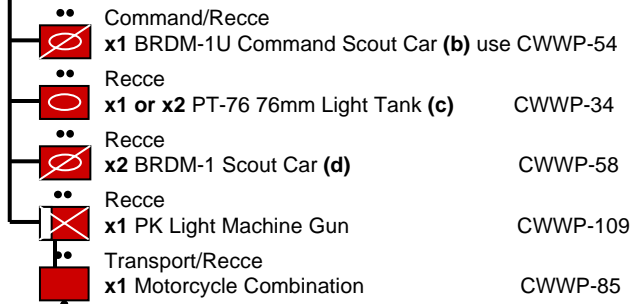 Command/Recce
x1 BRDM-1U Command Scout Car (b) use CWWP-54
Recce
x1 or x2 PT-76 76mm Light Tank (c) CWWP-34
Recce
x2 BRDM-1 Scout Car (d) CWWP-58
Recce
x1 PK Light Machine Gun CWWP-109
Transport/Recce
x1 Motorcycle Combination CWWP-85